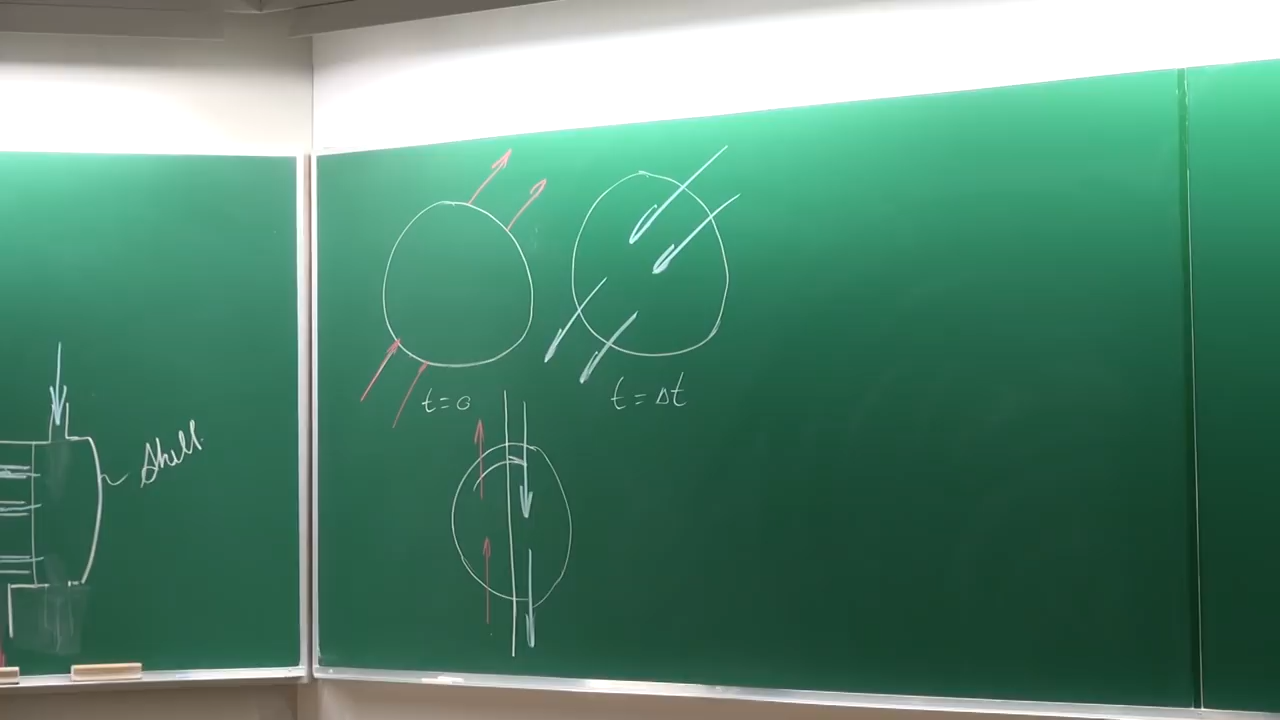 Shell
t = 0
t = Δt